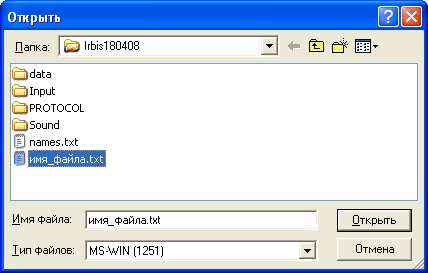 Открыть
Папка: Irbis180408
data
Input
PROTOCOL
Sound
names.txt
имя_файла.txt
Имя файла: имя_файла.txt Открыть
Тип файлов: MS-WIN (1251) Отмена